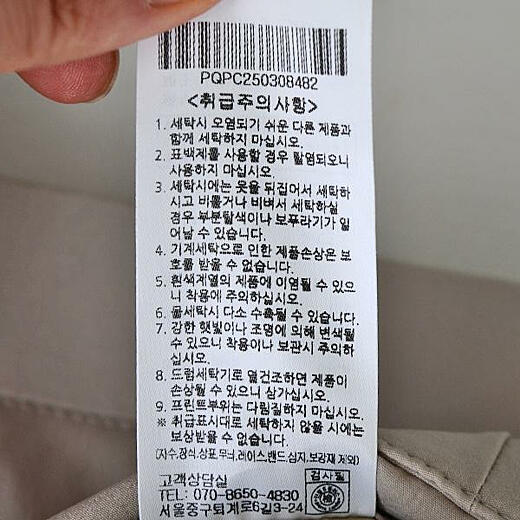 PQPC250308482
<취급주의사항>
1. 세탁시 오염되기 쉬운 다른 제품과
함께 세탁하지 마십시오.
2. 표백제를 사용할 경우 탈염되오니
사용하지 마십시오.
3. 세탁시에는 옷을 뒤집어서 세탁하
시고 비틀거나 비벼서 세탁하실
경우 부분탈색이나 보푸라기가 일
어날 수 있습니다.
4. 기계세탁으로 인한 제품손상은 보
호를 받을 수 없습니다.
5. 흰색계열의 제품에 이염될 수 있으
니 착용에 주의하십시오.
6. 물세탁시 다소 수축될 수 있습니다.
7. 강한 햇빛이나 조명에 의해 변색될
수 있으니 착용이나 보관시 주의하
십시오.
8. 드럼세탁기로 열건조하면 제품이
손상될 수 있으니 삼가십시오.
9. 프린트부위는 다림질하지 마십시오.
※ 취급표시대로 세탁하지 않을 시에는
보상받을 수 없습니다.
(자수,장식,상표,무늬,레이스,밴드,심지,보강재 제외)
고객상담실
검사필
TEL: 070-8650-4830
서울중구퇴계로6길3-24